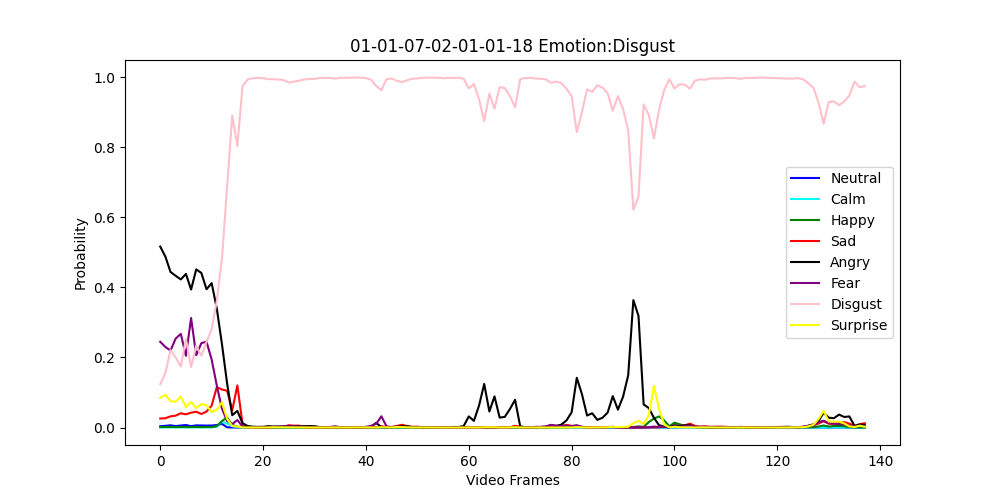 01-01-07-02-01-01-18 Emotion:Disgust
1.0
0.8
0.6
0.4
0.2
0.0
Probability
0 20 40 60 80 100 120 140
Video Frames
Neutral
Calm
Happy
Sad
Angry
Fear
Disgust
Surprise